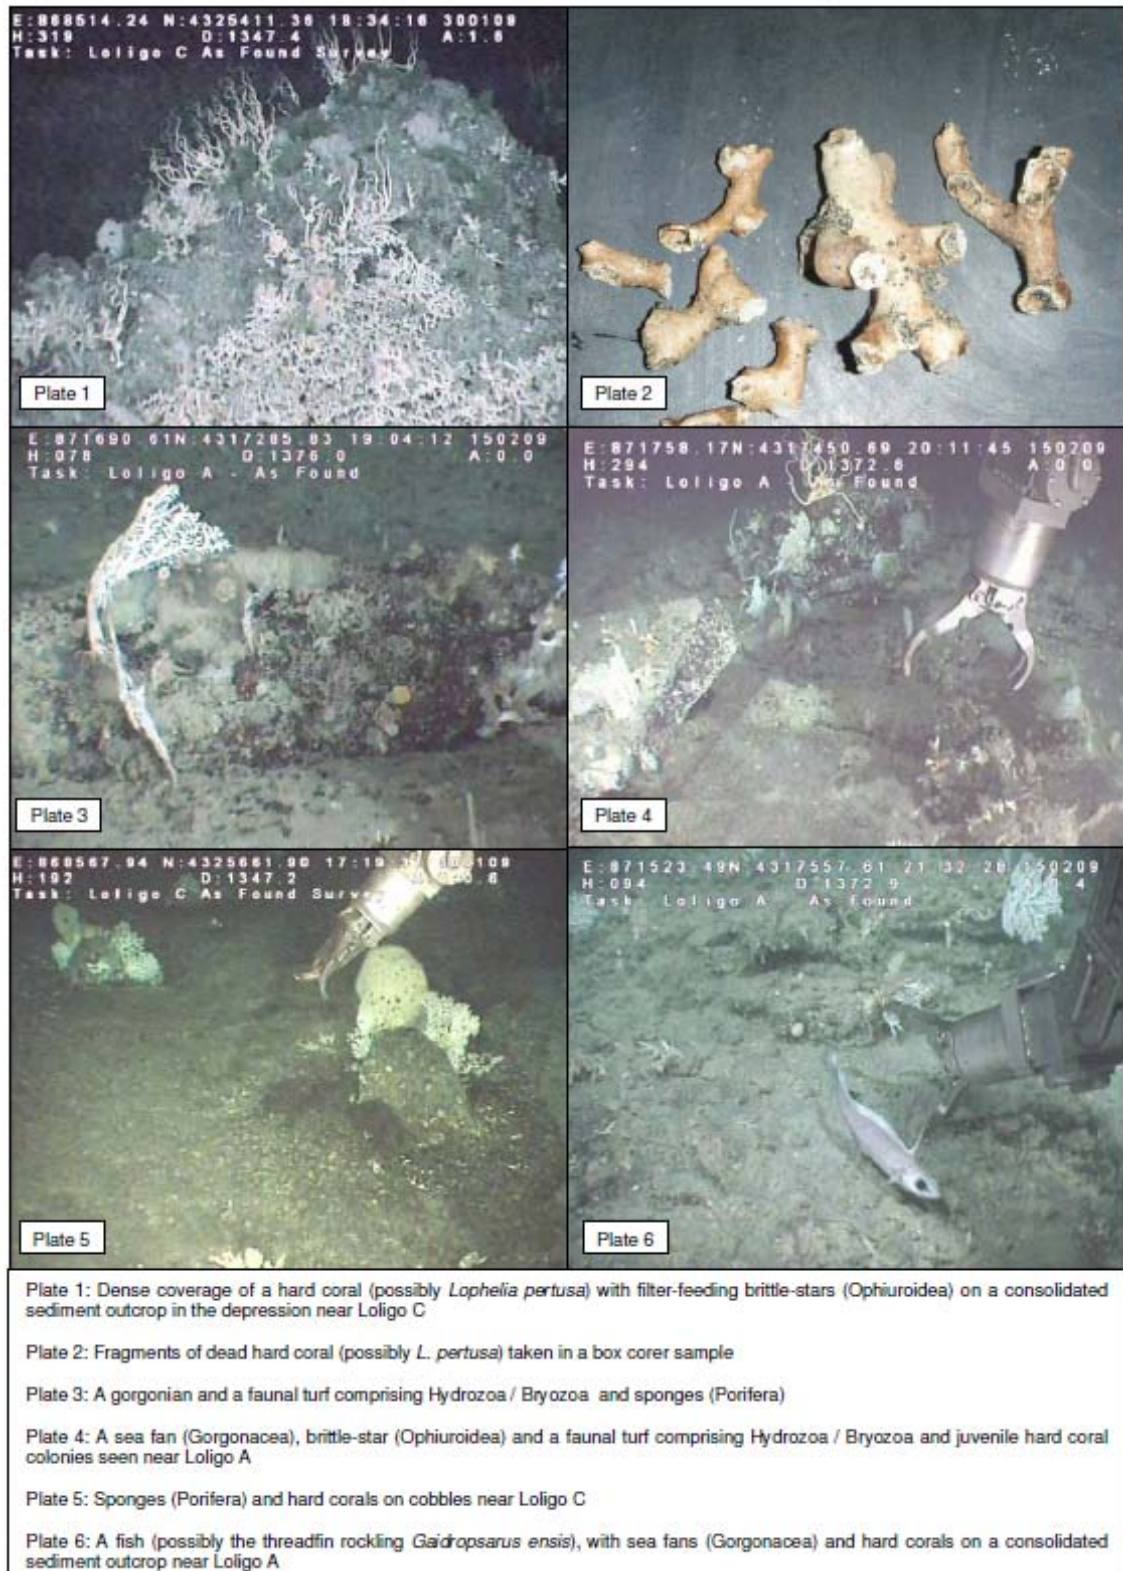 E:868514.24 N:4325411.36 18:34:16 300109
H:319 D:1347.4 A:1.6
Task: Loligo C As Found Survey
Plate 1
Plate 2
E:871690.61N:4317285.83 19:04:12 150209
H:078 D:1376.0 A:0.0
Task: Loligo A - As Found
Plate 3
E:871758.17N:4317450.69 20:11:45 150209
H:294 D:1372.6 A:0.0
Task: Loligo A As Found
Plate 4
E:868567.94 N:4325661.90
H:192 D:1347.2
Task: Loligo C As Found Surve
Plate 5
E:871523.49N:4317557.61 21:32:28 150209
H:094 D:1372.9
Task Loligo A As Found
Plate 6
Plate 1: Dense coverage of a hard coral (possibly Lophelia pertusa) with filter-feeding brittle-stars (Ophiuroidea) on a consolidated
sediment outcrop in the depression near Loligo C
Plate 2: Fragments of dead hard coral (possibly L. pertusa) taken in a box corer sample
Plate 3: A gorgonian and a faunal turf comprising Hydrozoa / Bryozoa and sponges (Porifera)
Plate 4: A sea fan (Gorgonacea), brittle-star (Ophiuroidea) and a faunal turf comprising Hydrozoa / Bryozoa and juvenile hard coral
colonies seen near Loligo A
Plate 5: Sponges (Porifera) and hard corals on cobbles near Loligo C
Plate 6: A fish (possibly the threadfin rockling Gaidropsarus ensis), with sea fans (Gorgonacea) and hard corals on a consolidated
sediment outcrop near Loligo A